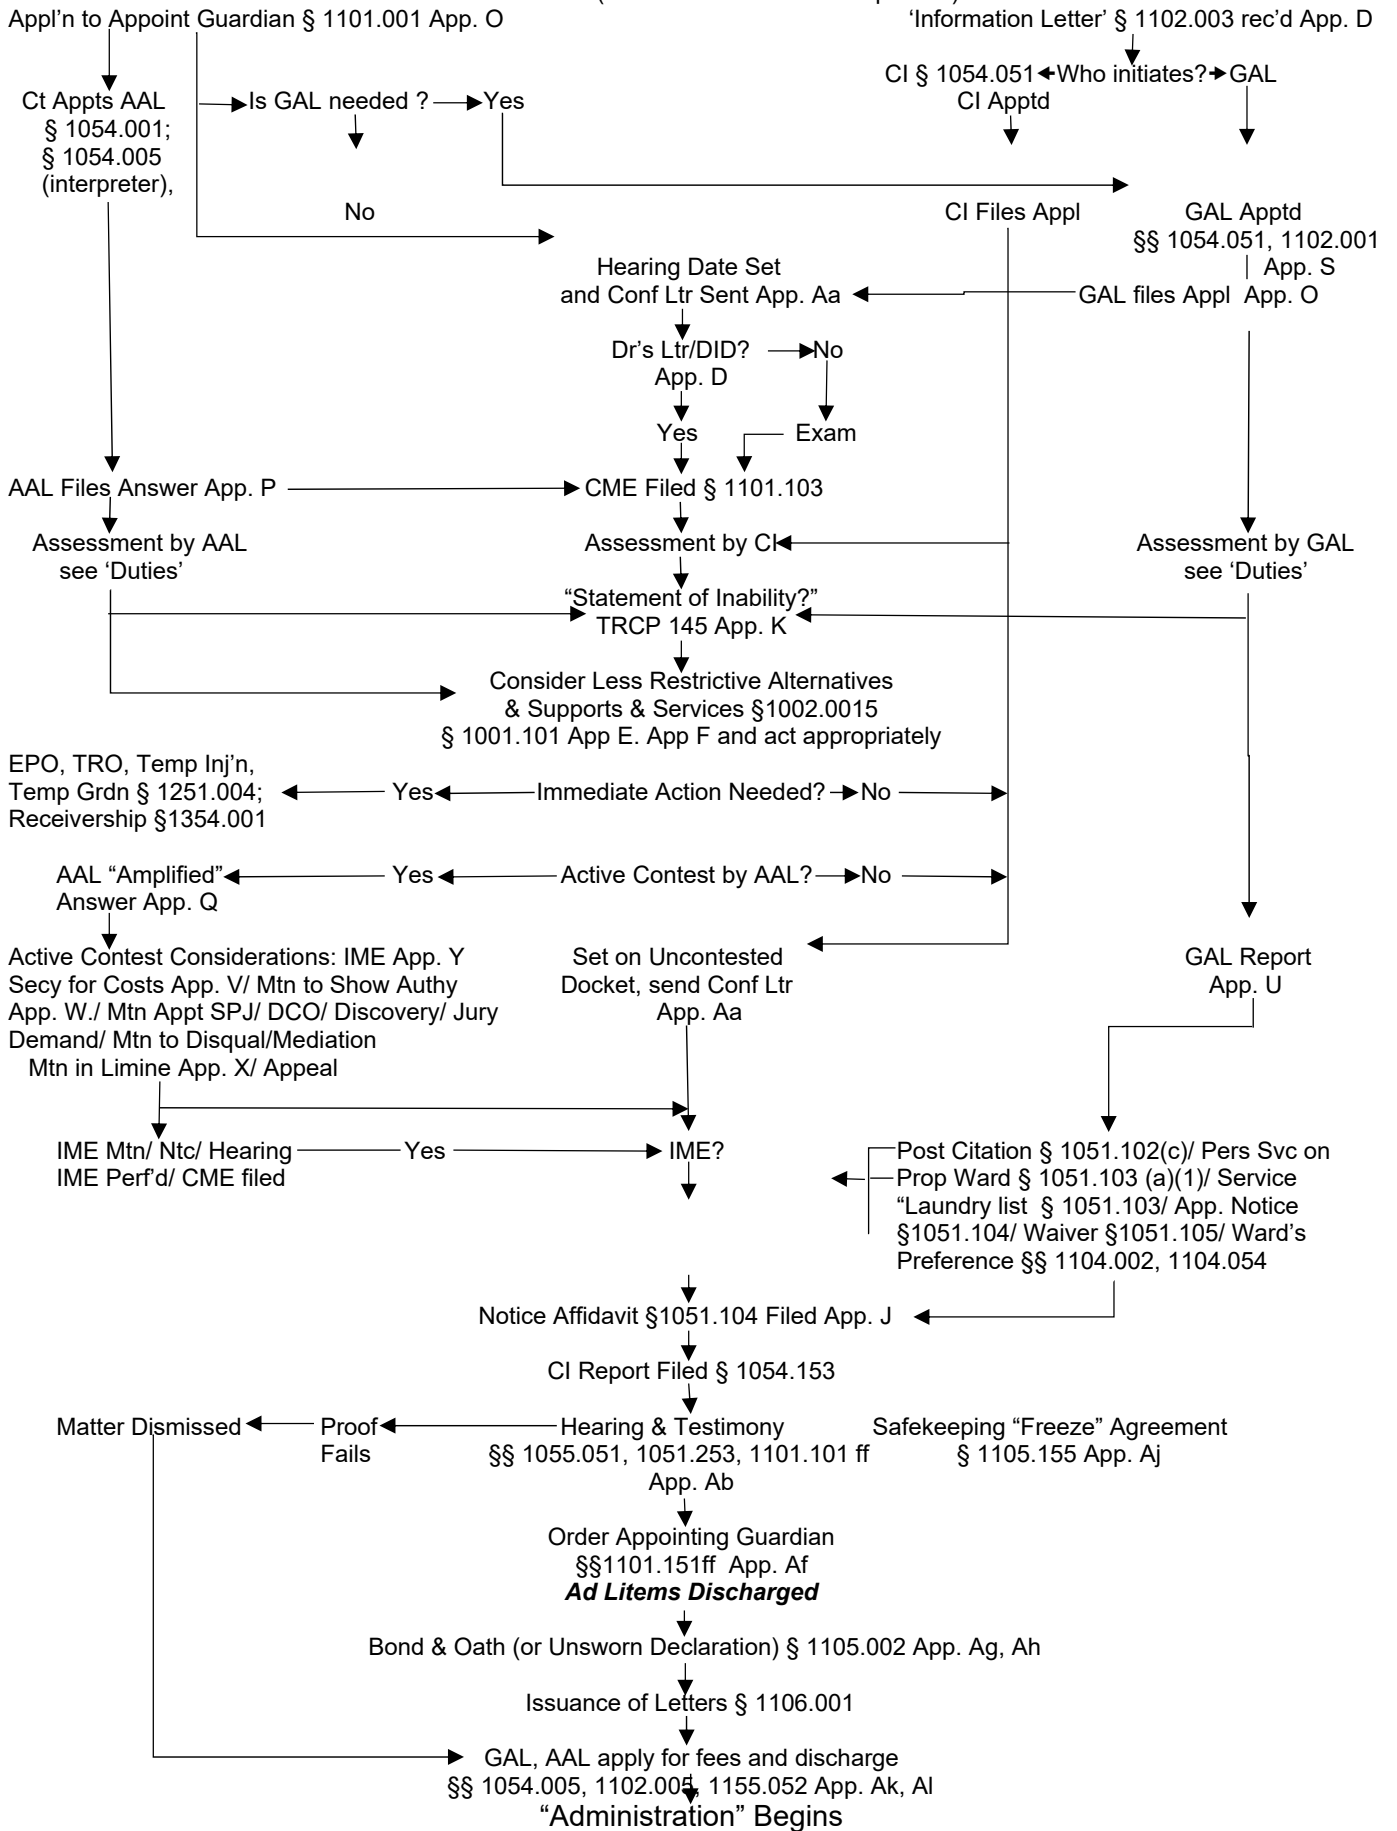 Appl'n to Appoint Guardian § 1101.001 App. O
‘Information Letter’ § 1102.003 rec’d App. D
CI § 1054.051
Who initiates?
GAL
CI Apptd
Ct Appts AAL
§ 1054.001;
§ 1054.005
(interpreter),
Is GAL needed ?
Yes
No
CI Files Appl
GAL Apptd
§§ 1054.051, 1102.001
App. S
Hearing Date Set
and Conf Ltr Sent App. Aa
GAL files Appl App. O
Dr’s Ltr/DID?
App. D
No
Yes
Exam
AAL Files Answer App. P
CME Filed § 1101.103
Assessment by AAL
see ‘Duties’
Assessment by CI
Assessment by GAL
see ‘Duties’
“Statement of Inability?”
TRCP 145 App. K
Consider Less Restrictive Alternatives
& Supports & Services §1002.0015
§ 1001.101 App E. App F and act appropriately
EPO, TRO, Temp Inj’n,
Temp Grdn § 1251.004;
Receivership §1354.001
Yes
Immediate Action Needed?
No
AAL “Amplified”
Answer App. Q
Yes
Active Contest by AAL?
No
Active Contest Considerations: IME App. Y
Secy for Costs App. V/ Mtn to Show Authy
App. W./ Mtn Appt SPJ/ DCO/ Discovery/ Jury
Demand/ Mtn to Disqual/Mediation
Mtn in Limine App. X/ Appeal
Set on Uncontested
Docket, send Conf Ltr
App. Aa
GAL Report
App. U
IME Mtn/ Ntc/ Hearing
IME Perf’d/ CME filed
Yes
IME?
Post Citation § 1051.102(c)/ Pers Svc on
Prop Ward § 1051.103 (a)(1)/ Service
“Laundry list § 1051.103/ App. Notice
§1051.104/ Waiver §1051.105/ Ward’s
Preference §§ 1104.002, 1104.054
Notice Affidavit §1051.104 Filed App. J
CI Report Filed § 1054.153
Matter Dismissed
Proof
Fails
Hearing & Testimony
§§ 1055.051, 1051.253, 1101.101 ff
App. Ab
Safekeeping “Freeze” Agreement
§ 1105.155 App. Aj
Order Appointing Guardian
§§1101.151ff App. Af
Ad Litems Discharged
Bond & Oath (or Unsworn Declaration) § 1105.002 App. Ag, Ah
Issuance of Letters § 1106.001
GAL, AAL apply for fees and discharge
§§ 1054.005, 1102.005, 1155.052 App. Ak, Al
“Administration” Begins